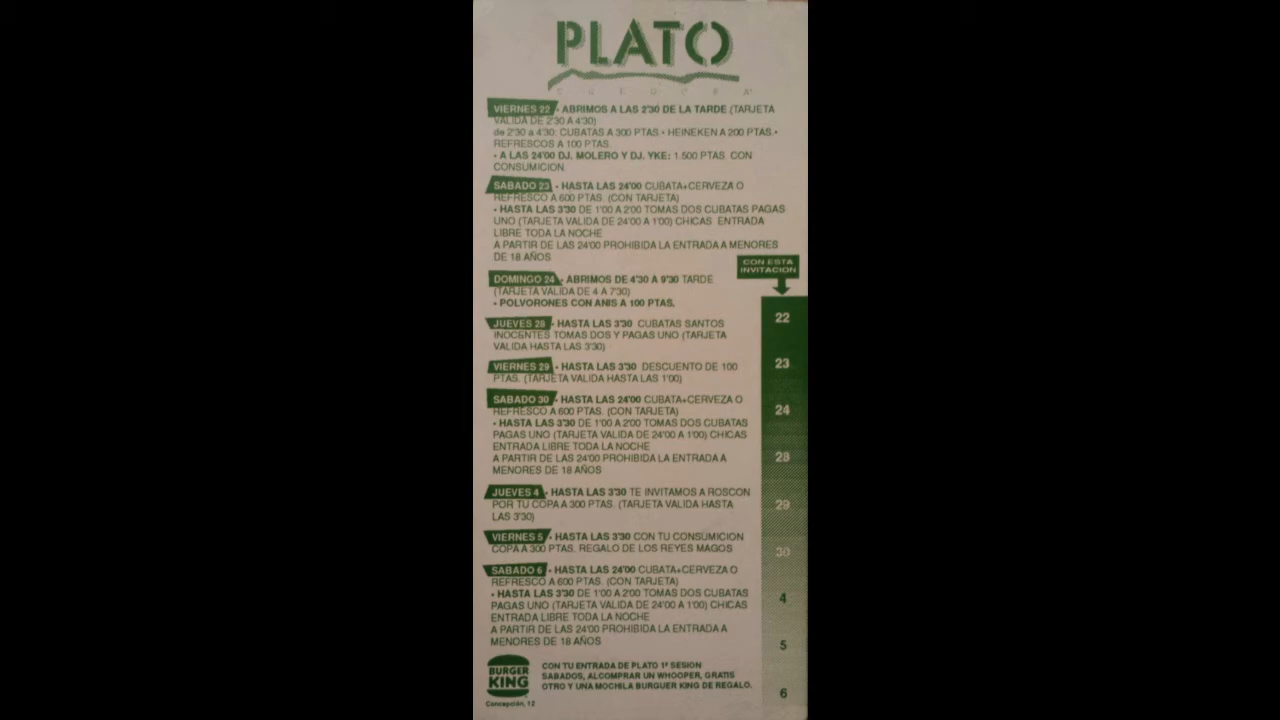 PLATO
VIERNES 22 • ABRIMOS A LAS 2'30 DE LA TARDE (TARJETA
VALIDA DE 2'30 A 4'30)
de 2'30 a 4'30: CUBATAS A 300 PTAS.• HEINEKEN A 200 PTAS.•
REFRESCOS A 100 PTAS.
• A LAS 24'00 DJ. MOLERO Y DJ. YKE: 1.500 PTAS. CON
CONSUMICION.
SABADO 23 • HASTA LAS 24'00 CUBATA+CERVEZA O
REFRESCO A 600 PTAS. (CON TARJETA)
• HASTA LAS 3'30 DE 1'00 A 2'00 TOMAS DOS CUBATAS PAGAS
UNO (TARJETA VALIDA DE 24'00 A 1'00) CHICAS ENTRADA
LIBRE TODA LA NOCHE
A PARTIR DE LAS 24'00 PROHIBIDA LA ENTRADA A MENORES
DE 18 AÑOS
CON ESTA
INVITACION
DOMINGO 24 • ABRIMOS DE 4'30 A 9'30 TARDE
(TARJETA VALIDA DE 4 A 7'30)
• POLVORONES CON ANIS A 100 PTAS.
JUEVES 28 • HASTA LAS 3'30 CUBATAS SANTOS
INOCENTES TOMAS DOS Y PAGAS UNO (TARJETA
VALIDA HASTA LAS 3'30)
VIERNES 29 • HASTA LAS 3'30 DESCUENTO DE 100
PTAS. (TARJETA VALIDA HASTA LAS 1'00)
SABADO 30 • HASTA LAS 24'00 CUBATA+CERVEZA O
REFRESCO A 600 PTAS. (CON TARJETA)
• HASTA LAS 3'30 DE 1'00 A 2'00 TOMAS DOS CUBATAS
PAGAS UNO (TARJETA VALIDA DE 24'00 A 1'00) CHICAS
ENTRADA LIBRE TODA LA NOCHE
A PARTIR DE LAS 24'00 PROHIBIDA LA ENTRADA A
MENORES DE 18 AÑOS
JUEVES 4 • HASTA LAS 3'30 TE INVITAMOS A ROSCON
POR TU COPA A 300 PTAS. (TARJETA VALIDA HASTA
LAS 3'30)
VIERNES 5 • HASTA LAS 3'30 CON TU CONSUMICION
COPA A 300 PTAS. REGALO DE LOS REYES MAGOS
SABADO 6 • HASTA LAS 24'00 CUBATA+CERVEZA O
REFRESCO A 600 PTAS. (CON TARJETA)
• HASTA LAS 3'30 DE 1'00 A 2'00 TOMAS DOS CUBATAS
PAGAS UNO (TARJETA VALIDA DE 24'00 A 1'00) CHICAS
ENTRADA LIBRE TODA LA NOCHE
A PARTIR DE LAS 24'00 PROHIBIDA LA ENTRADA A
MENORES DE 18 AÑOS
22
23
24
28
29
30
4
5
6
BURGER
KING
Concepción, 12
CON TU ENTRADA DE PLATO 1ª SESION
SABADOS, ALCOMPRAR UN WHOOPER, GRATIS
OTRO Y UNA MOCHILA BURGUER KING DE REGALO.